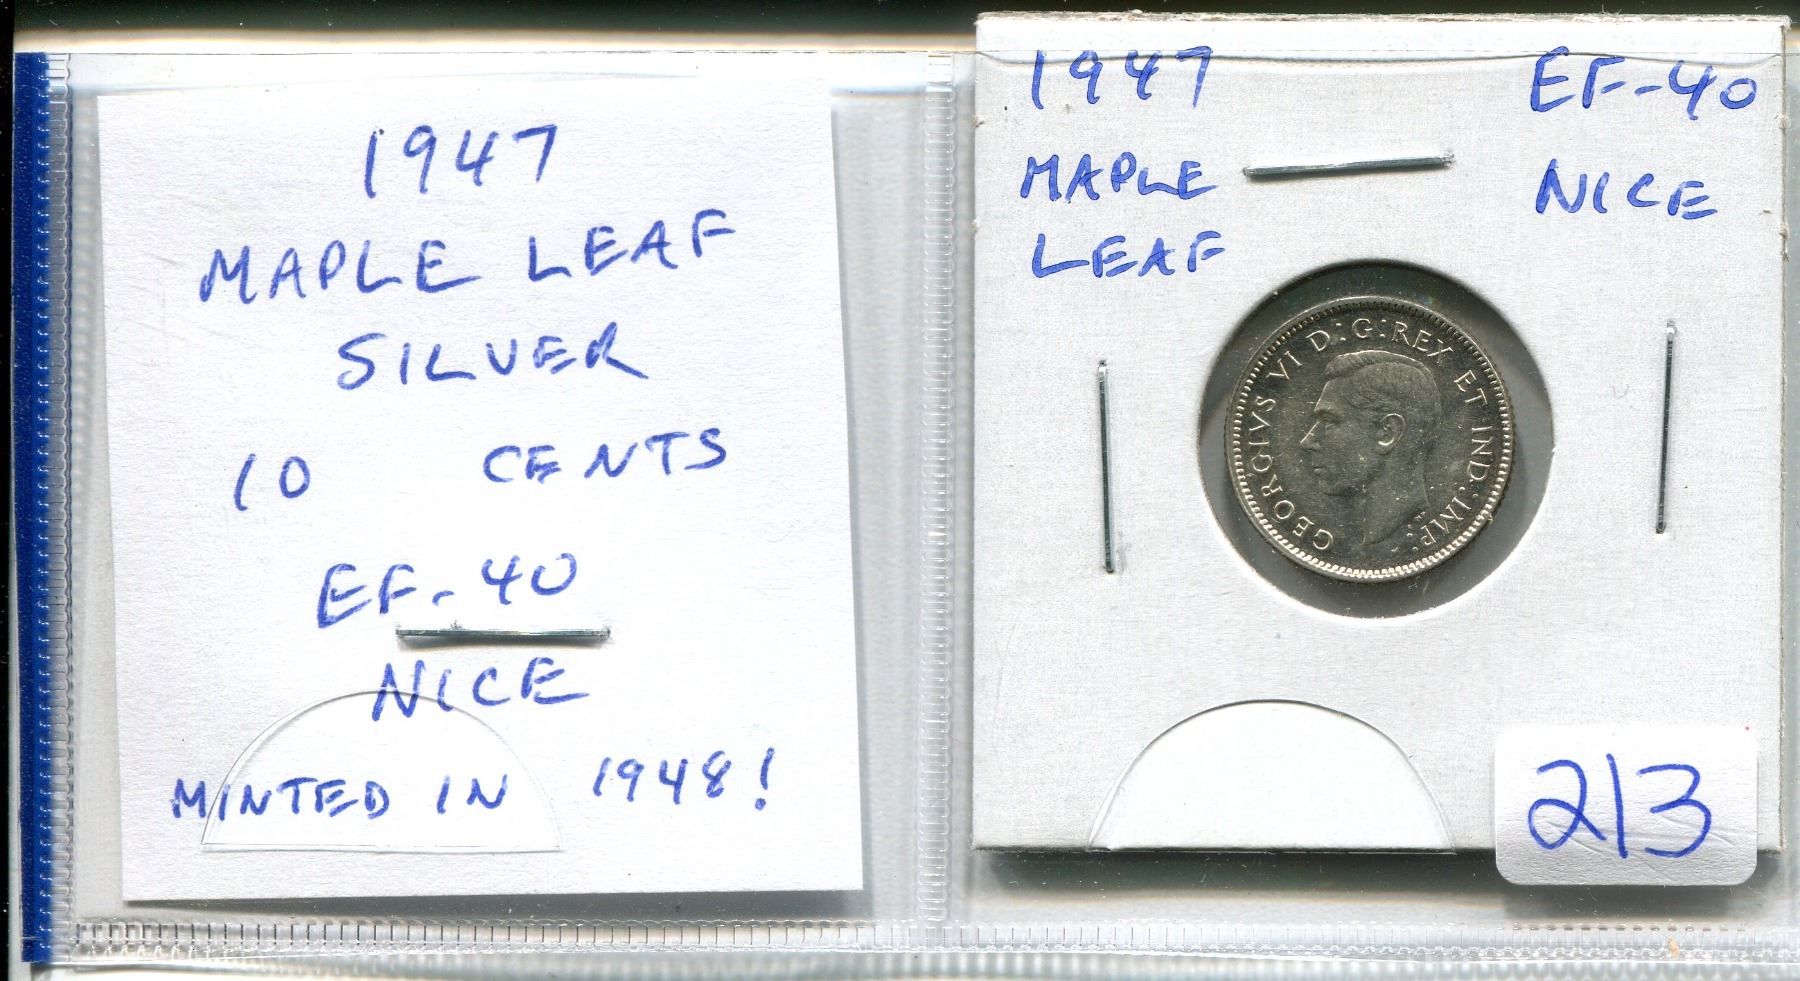 1947
MAPLE LEAF
SILVER
10 CENTS
EF-40
NICE
MINTED IN 1948!
1947
MAPLE
LEAF
EF-40
NICE
GEORGIVS VI D:G:REX ET IND:IMP:
213